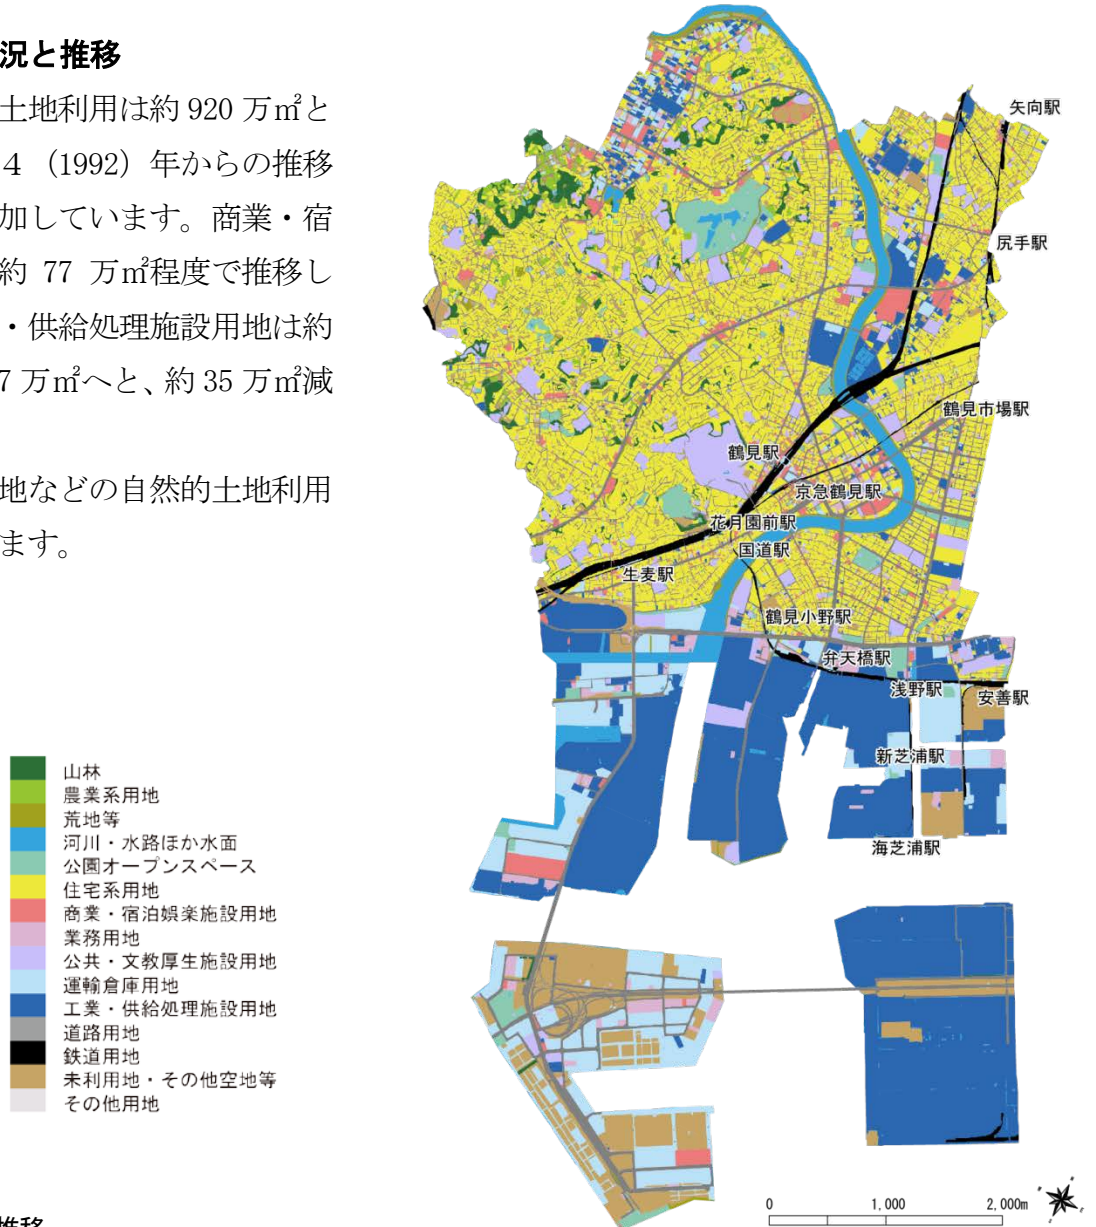 況と推移
土地利用は約 920 万㎡と
４（1992）年からの推移
加しています。商業・宿
約 77 万㎡程度で推移し
・供給処理施設用地は約
7 万㎡へと、約 35 万㎡減
地などの自然的土地利用
ます。
矢向駅
尻手駅
鶴見市場駅
鶴見駅
京急鶴見駅
花月園前駅
国道駅
生麦駅
鶴見小野駅
弁天橋駅
浅野駅
安善駅
新芝浦駅
海芝浦駅
山林
農業系用地
荒地等
河川・水路ほか水面
公園オープンスペース
住宅系用地
商業・宿泊娯楽施設用地
業務用地
公共・文教厚生施設用地
運輸倉庫用地
工業・供給処理施設用地
道路用地
鉄道用地
未利用地・その他空地等
その他用地
0 1,000 2,000m
推移